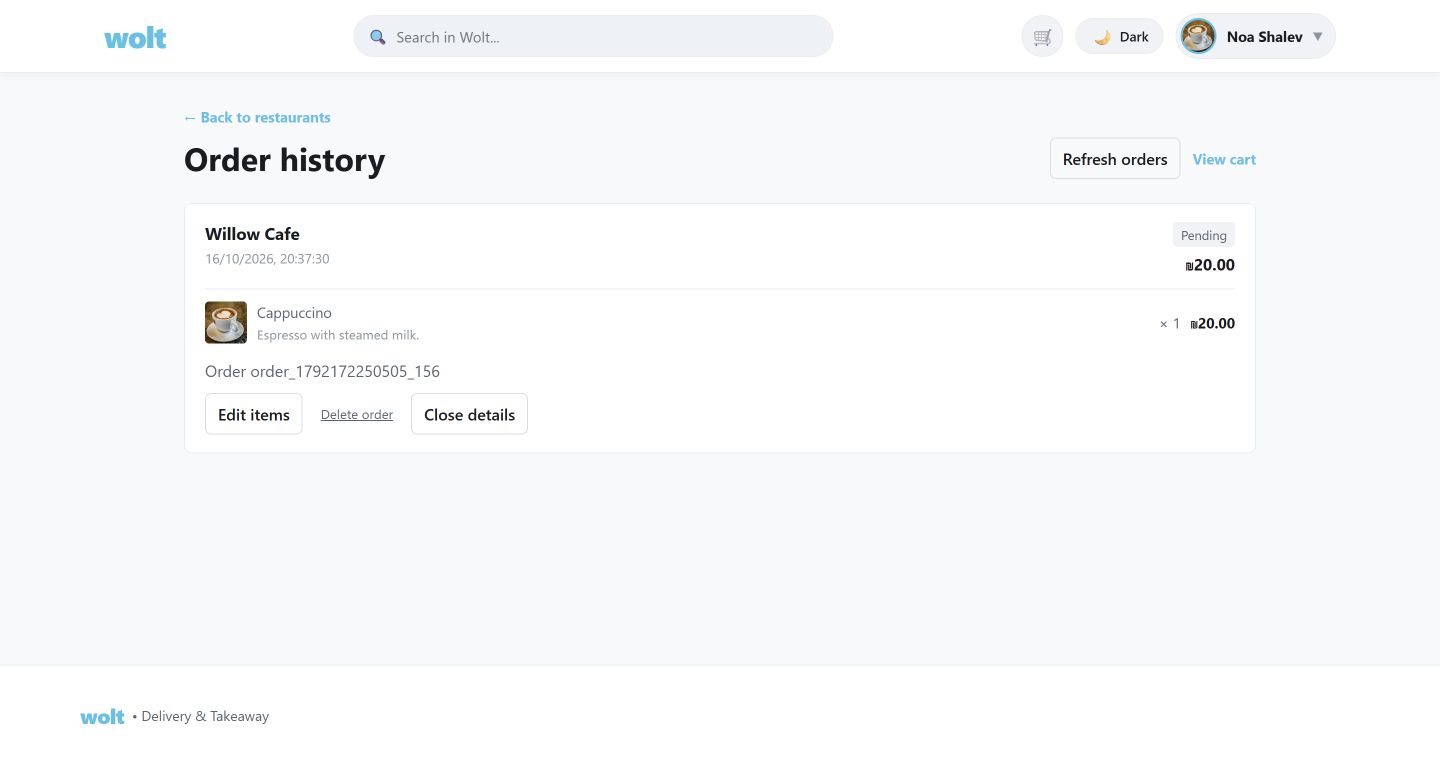 wolt
Search in Wolt...
Dark
Noa Shalev ▼
← Back to restaurants
Order history
Refresh orders
View cart
Willow Cafe
Pending
16/10/2026, 20:37:30
₪20.00
Cappuccino
Espresso with steamed milk.
× 1 ₪20.00
Order order_1792172250505_156
Edit items
Delete order
Close details
wolt • Delivery & Takeaway